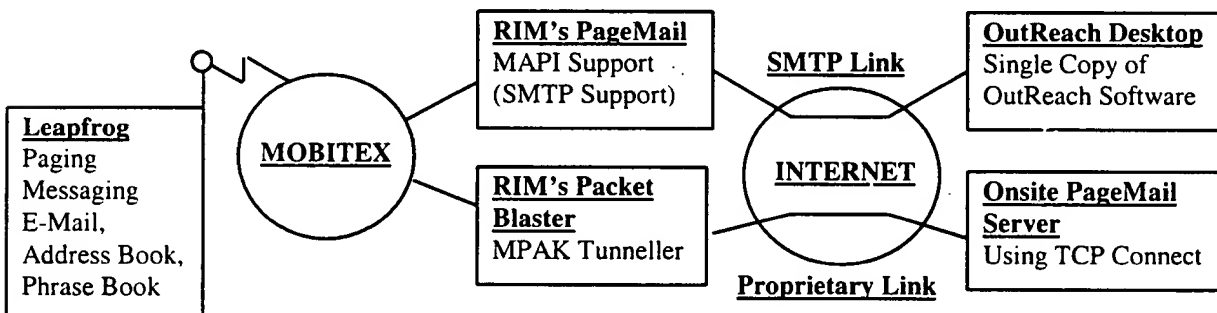 Leapfrog
Paging
Messaging
E-Mail,
Address Book,
Phrase Book
MOBITEX
RIM's PageMail
MAPI Support
(SMTP Support)
RIM's Packet
Blaster
MPAK Tunneller
SMTP Link
INTERNET
Proprietary Link
OutReach Desktop
Single Copy of
OutReach Software
Onsite PageMail
Server
Using TCP Connect